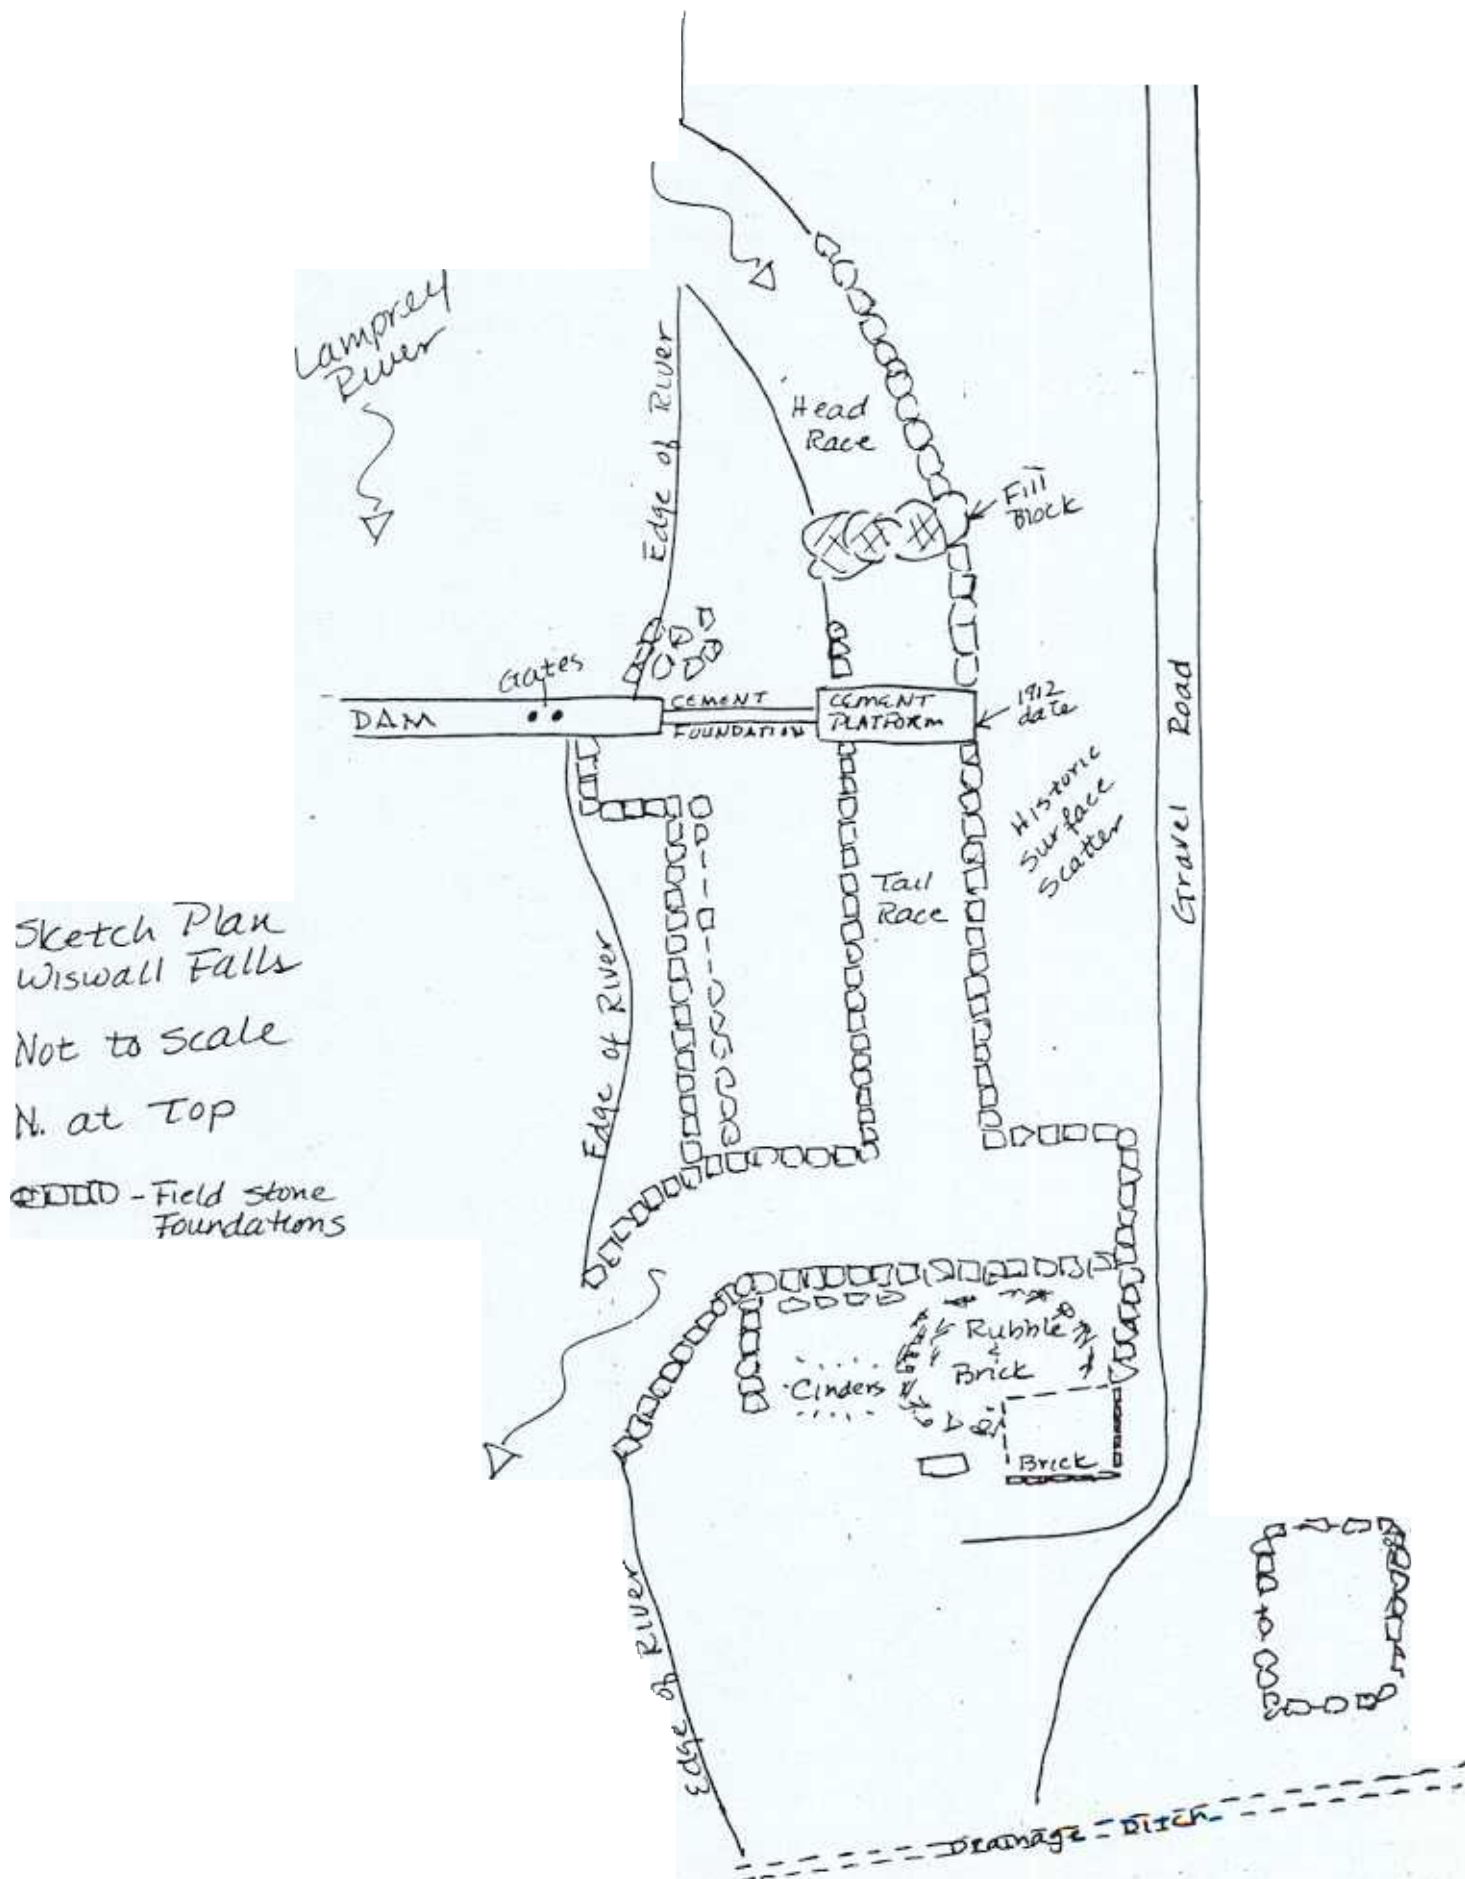 Lamprey
River
Edge of River
Head
Race
Fill
Block
Gates
DAM
CEMENT
FOUNDATION
CEMENT
PLATFORM
1912
date
Historic
Surface
Scatter
Gravel Road
Tail
Race
Sketch Plan
Wiswall Falls
Not to Scale
N. at Top
- Field stone
Foundations
Edge of River
Rubble
&
Brick
Cinders
Brick
Edge of River
Drainage Ditch